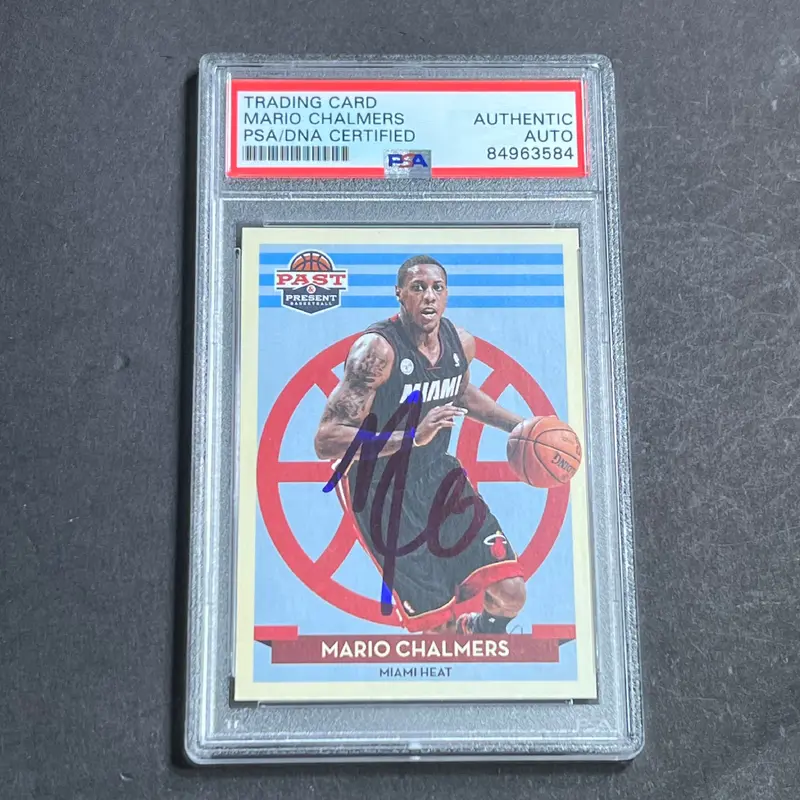 TRADING CARD
MARIO CHALMERS
PSA/DNA CERTIFIED
AUTHENTIC
AUTO
84963584
PSA
PAST
&
PRESENT
BASKETBALL
MIAMI
MARIO CHALMERS
MIAMI HEAT
PSA